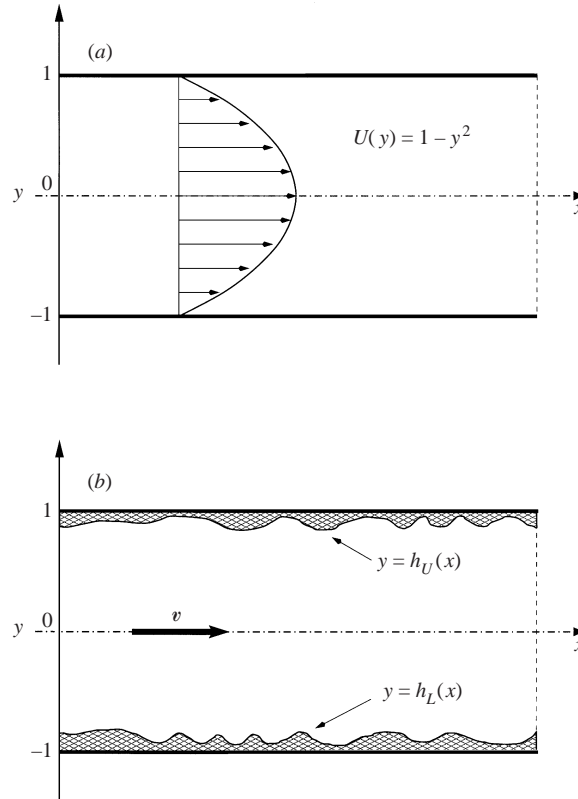 (a)
1
U(y) = 1 – y²
y
0
x
–1
(b)
1
y = h_U(x)
v
y
0
x
y = h_L(x)
–1